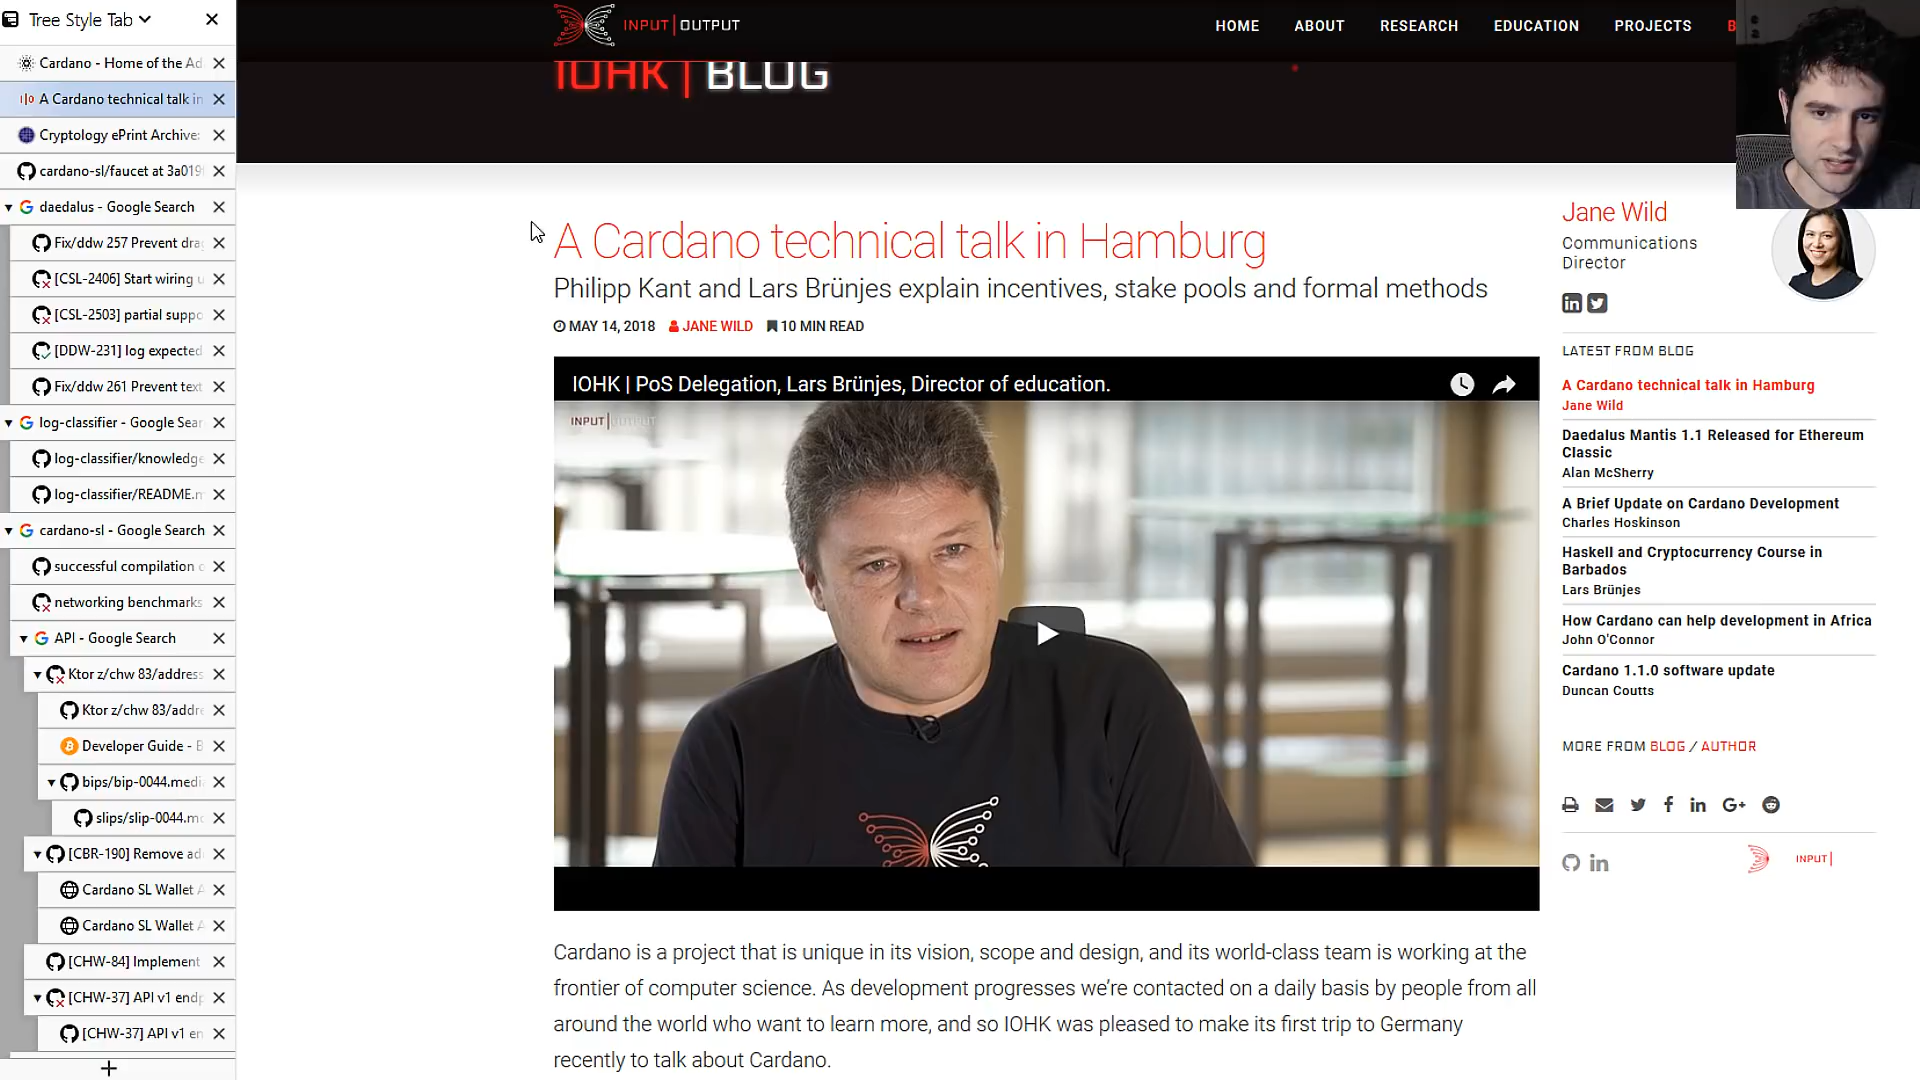 Tree Style Tab
Cardano - Home of the Ad
A Cardano technical talk in
Cryptology ePrint Archive:
cardano-sl/faucet at 3a019
daedalus - Google Search
Fix/ddw 257 Prevent drag
[CSL-2406] Start wiring u
[CSL-2503] partial suppo
[DDW-231] log expected
Fix/ddw 261 Prevent text
log-classifier - Google Sear
log-classifier/knowledge
log-classifier/README.m
cardano-sl - Google Search
successful compilation o
networking benchmarks
API - Google Search
Ktor z/chw 83/address
Ktor z/chw 83/addre
Developer Guide - B
bips/bip-0044.medi
slips/slip-0044.md
[CBR-190] Remove ad
Cardano SL Wallet A
Cardano SL Wallet A
[CHW-84] Implement
[CHW-37] API v1 endp
[CHW-37] API v1 en
INPUT | OUTPUT
HOME
ABOUT
RESEARCH
EDUCATION
PROJECTS
B
IOHK | BLOG
A Cardano technical talk in Hamburg
Philipp Kant and Lars Brünjes explain incentives, stake pools and formal methods
MAY 14, 2018 JANE WILD 10 MIN READ
IOHK | PoS Delegation, Lars Brünjes, Director of education.
INPUT | OUTPUT
Cardano is a project that is unique in its vision, scope and design, and its world-class team is working at the
frontier of computer science. As development progresses we're contacted on a daily basis by people from all
around the world who want to learn more, and so IOHK was pleased to make its first trip to Germany
recently to talk about Cardano.
Jane Wild
Communications
Director
LATEST FROM BLOG
A Cardano technical talk in Hamburg
Jane Wild
Daedalus Mantis 1.1 Released for Ethereum
Classic
Alan McSherry
A Brief Update on Cardano Development
Charles Hoskinson
Haskell and Cryptocurrency Course in
Barbados
Lars Brünjes
How Cardano can help development in Africa
John O'Connor
Cardano 1.1.0 software update
Duncan Coutts
MORE FROM BLOG / AUTHOR
INPUT |